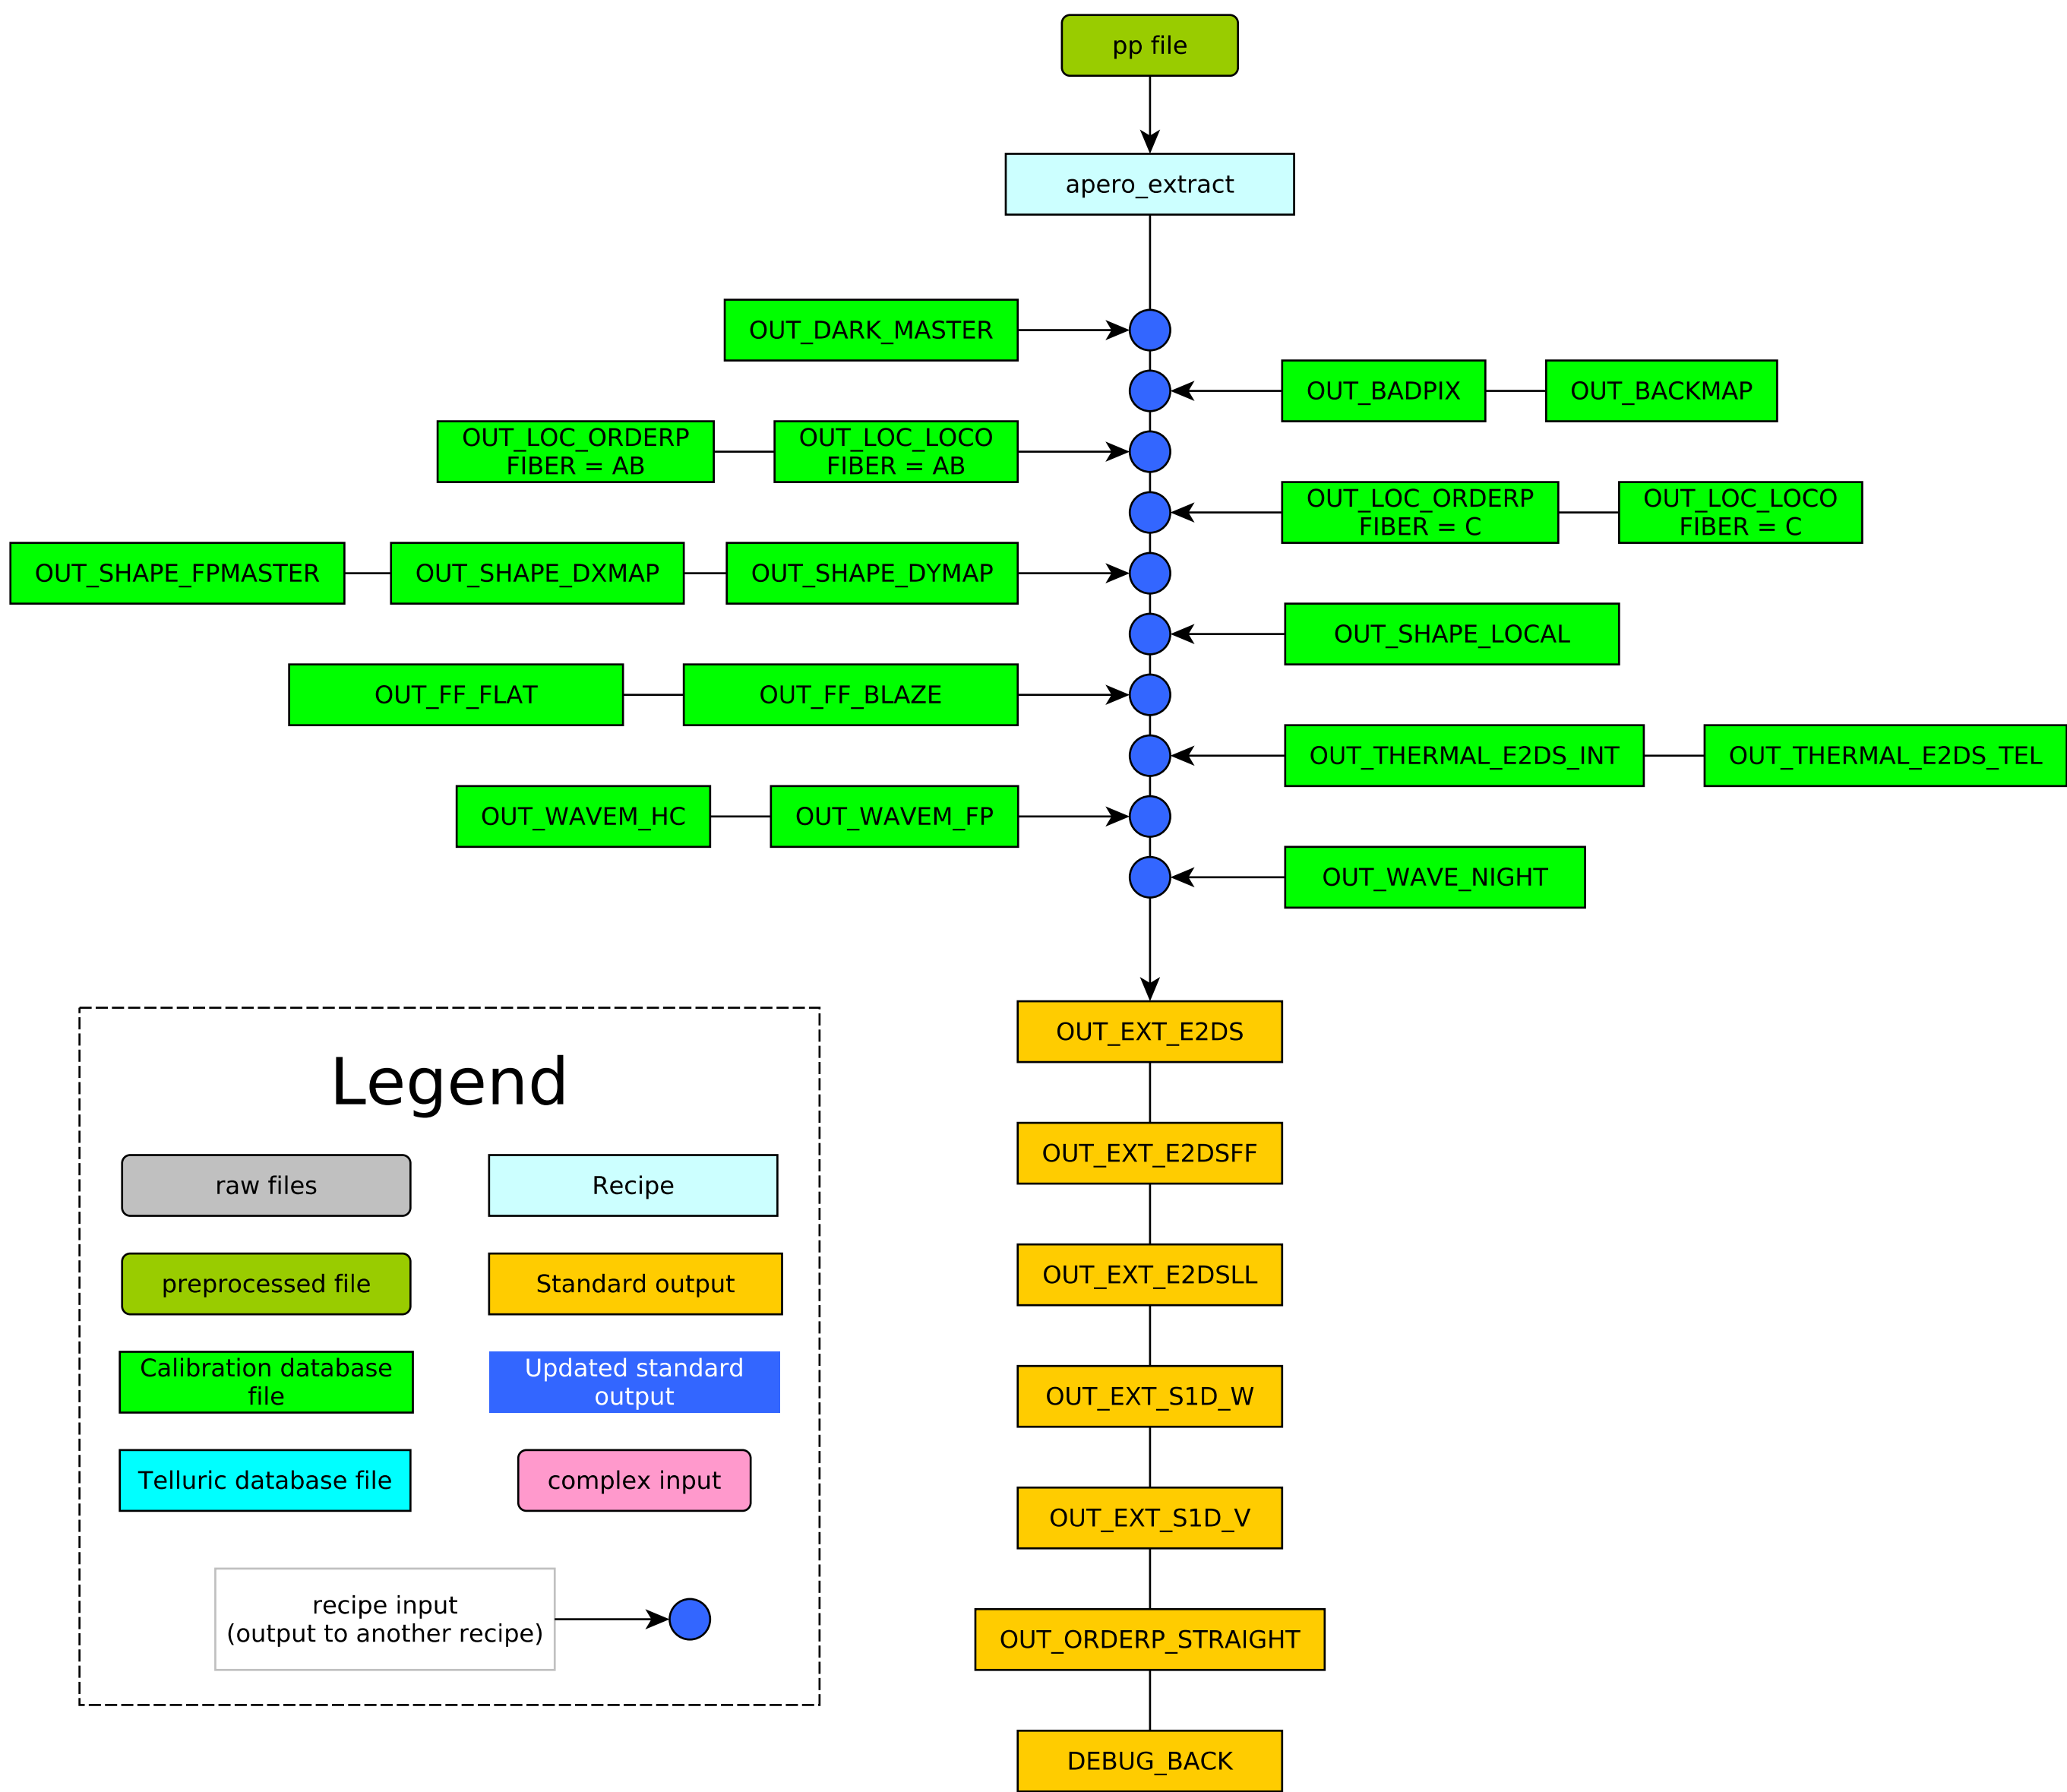 pp file
apero_extract
OUT_DARK_MASTER
OUT_BADPIX
OUT_BACKMAP
OUT_LOC_ORDERP
FIBER = AB
OUT_LOC_LOCO
FIBER = AB
OUT_LOC_ORDERP
FIBER = C
OUT_LOC_LOCO
FIBER = C
OUT_SHAPE_FPMASTER
OUT_SHAPE_DXMAP
OUT_SHAPE_DYMAP
OUT_SHAPE_LOCAL
OUT_FF_FLAT
OUT_FF_BLAZE
OUT_THERMAL_E2DS_INT
OUT_THERMAL_E2DS_TEL
OUT_WAVEM_HC
OUT_WAVEM_FP
OUT_WAVE_NIGHT
OUT_EXT_E2DS
OUT_EXT_E2DSFF
OUT_EXT_E2DSLL
OUT_EXT_S1D_W
OUT_EXT_S1D_V
OUT_ORDERP_STRAIGHT
DEBUG_BACK
Legend
raw files
Recipe
preprocessed file
Standard output
Calibration database
file
Updated standard
output
Telluric database file
complex input
recipe input
(output to another recipe)